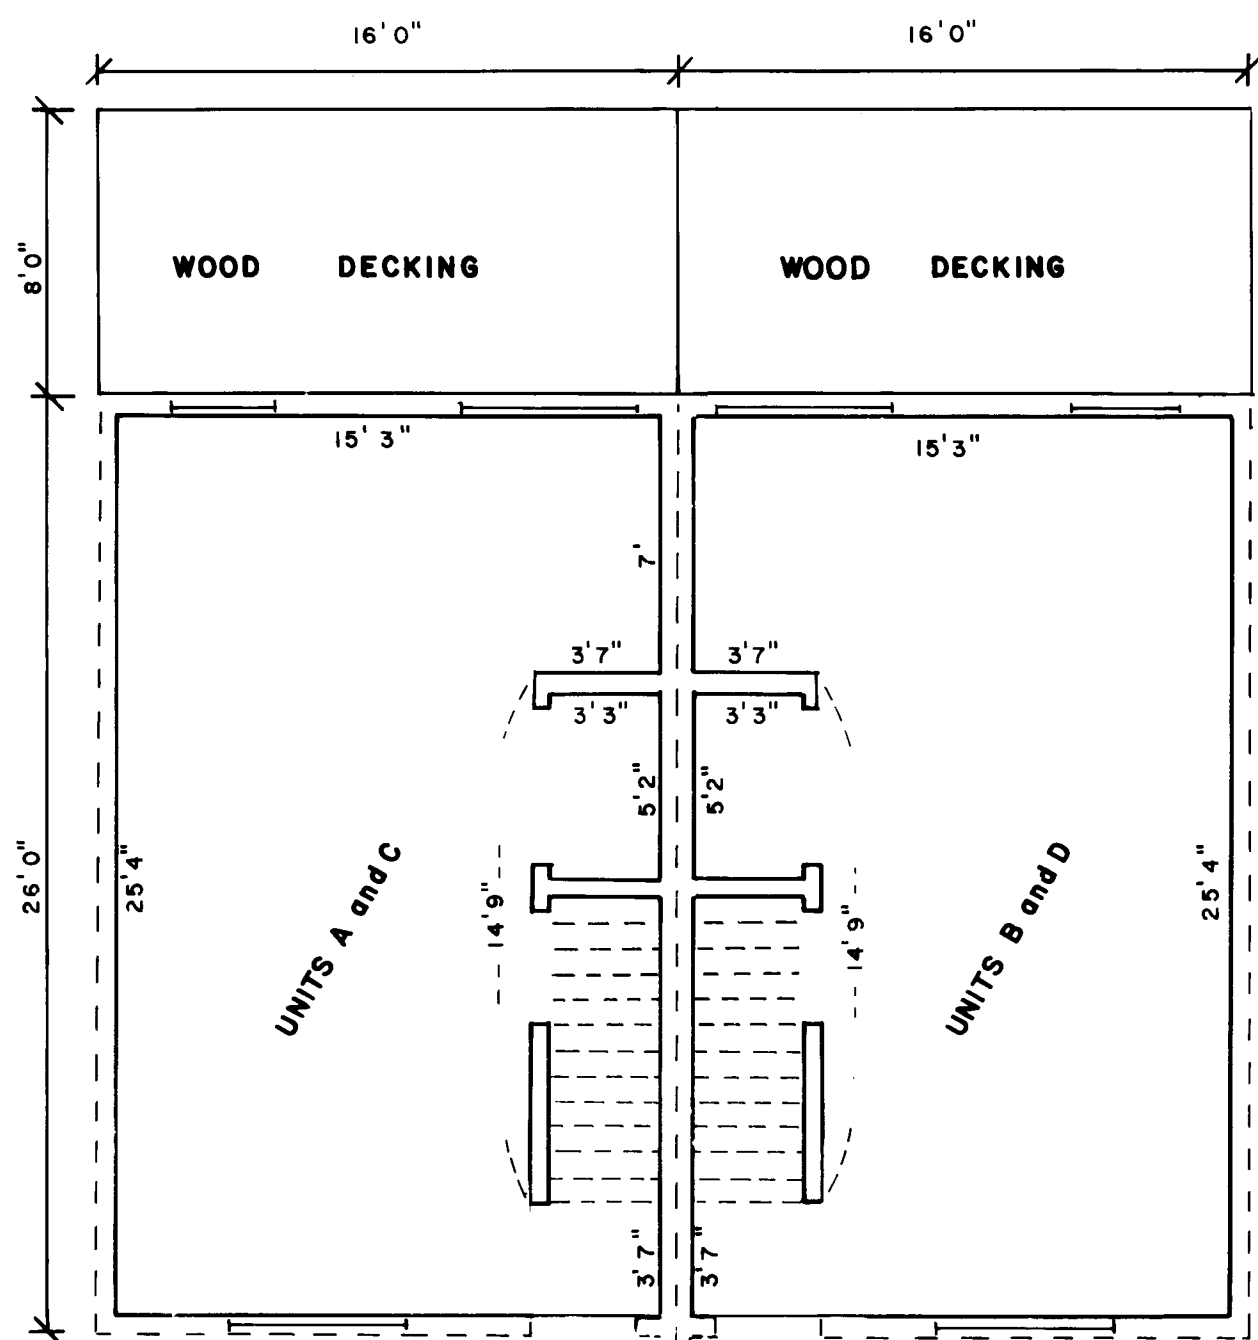 16'0" 16'0"
8'0"
WOOD DECKING WOOD DECKING
15' 3" 15'3"
7'
3'7" 3'7"
3'3" 3'3"
5'2" 5'2"
26'0" 25'4" UNITS A and C 14'9" 14'9" UNITS B and D 25'4"
3'7" 3'7"